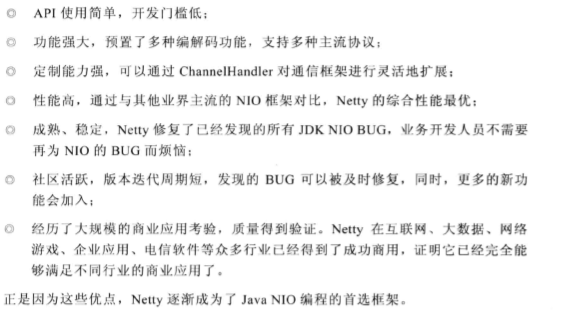 ◎ API 使用简单，开发门槛低；
◎ 功能强大，预置了多种编解码功能，支持多种主流协议；
◎ 定制能力强，可以通过 ChannelHandler 对通信框架进行灵活地扩展；
◎ 性能高，通过与其他业界主流的 NIO 框架对比，Netty 的综合性能最优；
◎ 成熟、稳定，Netty 修复了已经发现的所有 JDK NIO BUG，业务开发人员不需要
再为 NIO 的 BUG 而烦恼；
◎ 社区活跃，版本迭代周期短，发现的 BUG 可以被及时修复，同时，更多的新功
能会加入；
◎ 经历了大规模的商业应用考验，质量得到验证。Netty 在互联网、大数据、网络
游戏、企业应用、电信软件等众多行业已经得到了成功商用，证明它已经完全能
够满足不同行业的商业应用了。
正是因为这些优点，Netty 逐渐成为了 Java NIO 编程的首选框架。